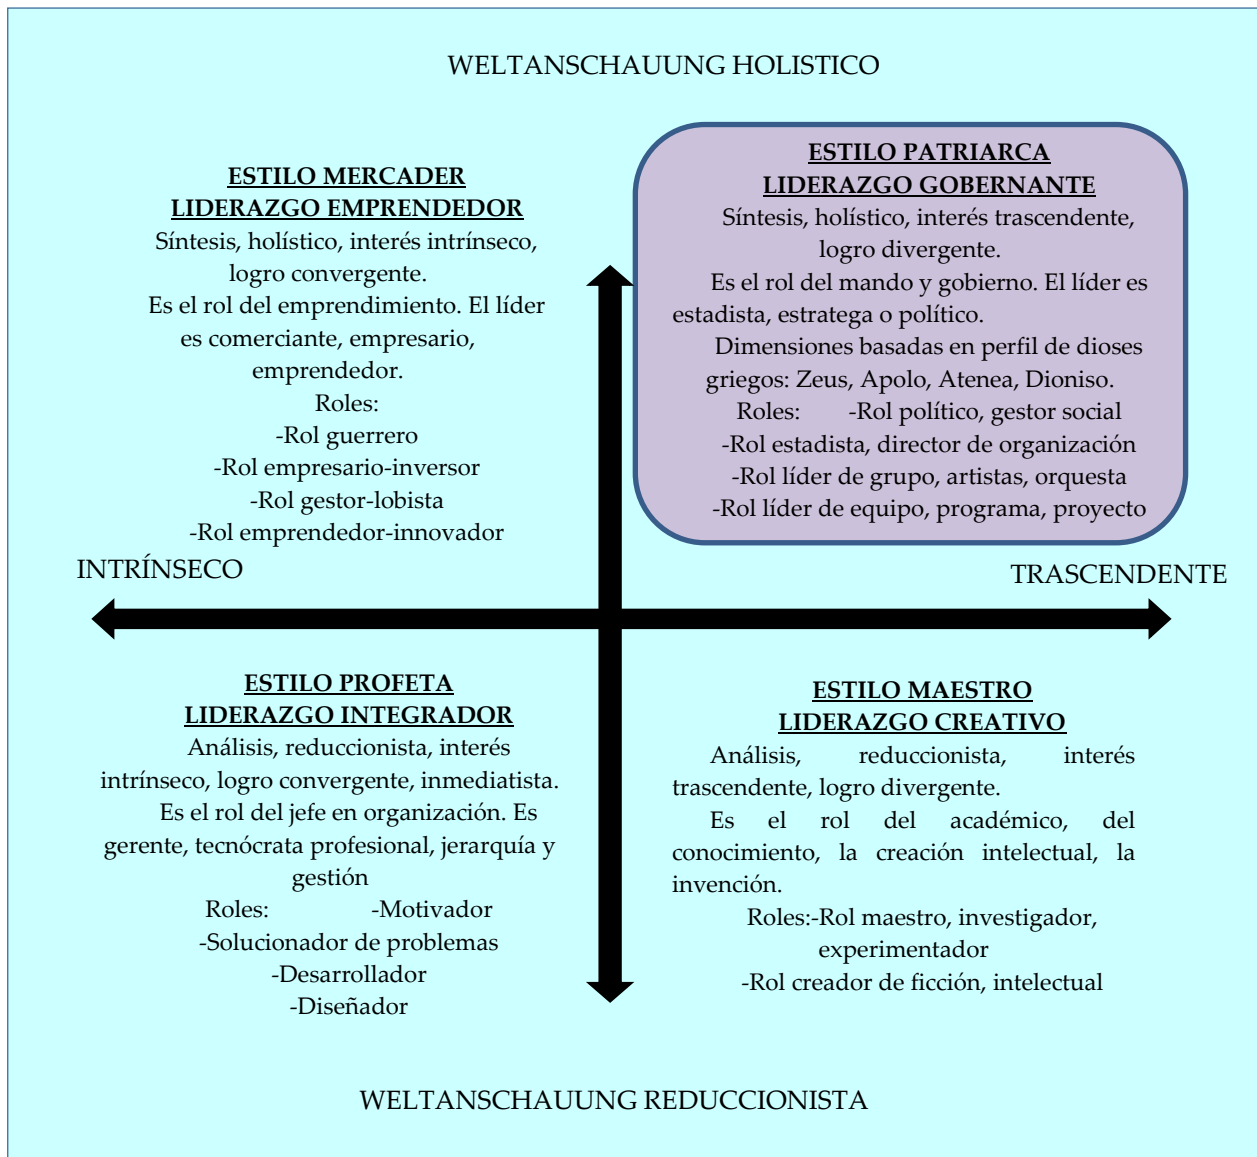 WELTANSCHAUUNG HOLISTICO
ESTILO MERCADER
LIDERAZGO EMPRENDEDOR
Síntesis, holístico, interés intrínseco,
logro convergente.
Es el rol del emprendimiento. El líder
es comerciante, empresario,
emprendedor.
Roles:
-Rol guerrero
-Rol empresario-inversor
-Rol gestor-lobista
-Rol emprendedor-innovador
ESTILO PATRIARCA
LIDERAZGO GOBERNANTE
Síntesis, holístico, interés trascendente,
logro divergente.
Es el rol del mando y gobierno. El líder es
estadista, estratega o político.
Dimensiones basadas en perfil de dioses
griegos: Zeus, Apolo, Atenea, Dioniso.
Roles: -Rol político, gestor social
-Rol estadista, director de organización
-Rol líder de grupo, artistas, orquesta
-Rol líder de equipo, programa, proyecto
INTRÍNSECO
TRASCENDENTE
ESTILO PROFETA
LIDERAZGO INTEGRADOR
Análisis, reduccionista, interés
intrínseco, logro convergente, inmediatista.
Es el rol del jefe en organización. Es
gerente, tecnócrata profesional, jerarquía y
gestión
Roles: -Motivador
-Solucionador de problemas
-Desarrollador
-Diseñador
ESTILO MAESTRO
LIDERAZGO CREATIVO
Análisis, reduccionista, interés
trascendente, logro divergente.
Es el rol del académico, del
conocimiento, la creación intelectual, la
invención.
Roles:-Rol maestro, investigador,
experimentador
-Rol creador de ficción, intelectual
WELTANSCHAUUNG REDUCCIONISTA